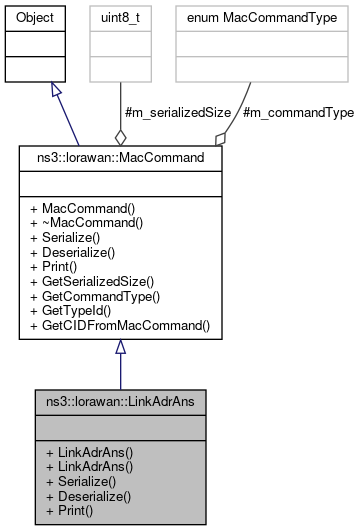 Object
uint8_t
enum MacCommandType
#m_serializedSize
#m_commandType
ns3::lorawan::MacCommand
+ MacCommand()
+ ~MacCommand()
+ Serialize()
+ Deserialize()
+ Print()
+ GetSerializedSize()
+ GetCommandType()
+ GetTypeId()
+ GetCIDFromMacCommand()
ns3::lorawan::LinkAdrAns
+ LinkAdrAns()
+ LinkAdrAns()
+ Serialize()
+ Deserialize()
+ Print()